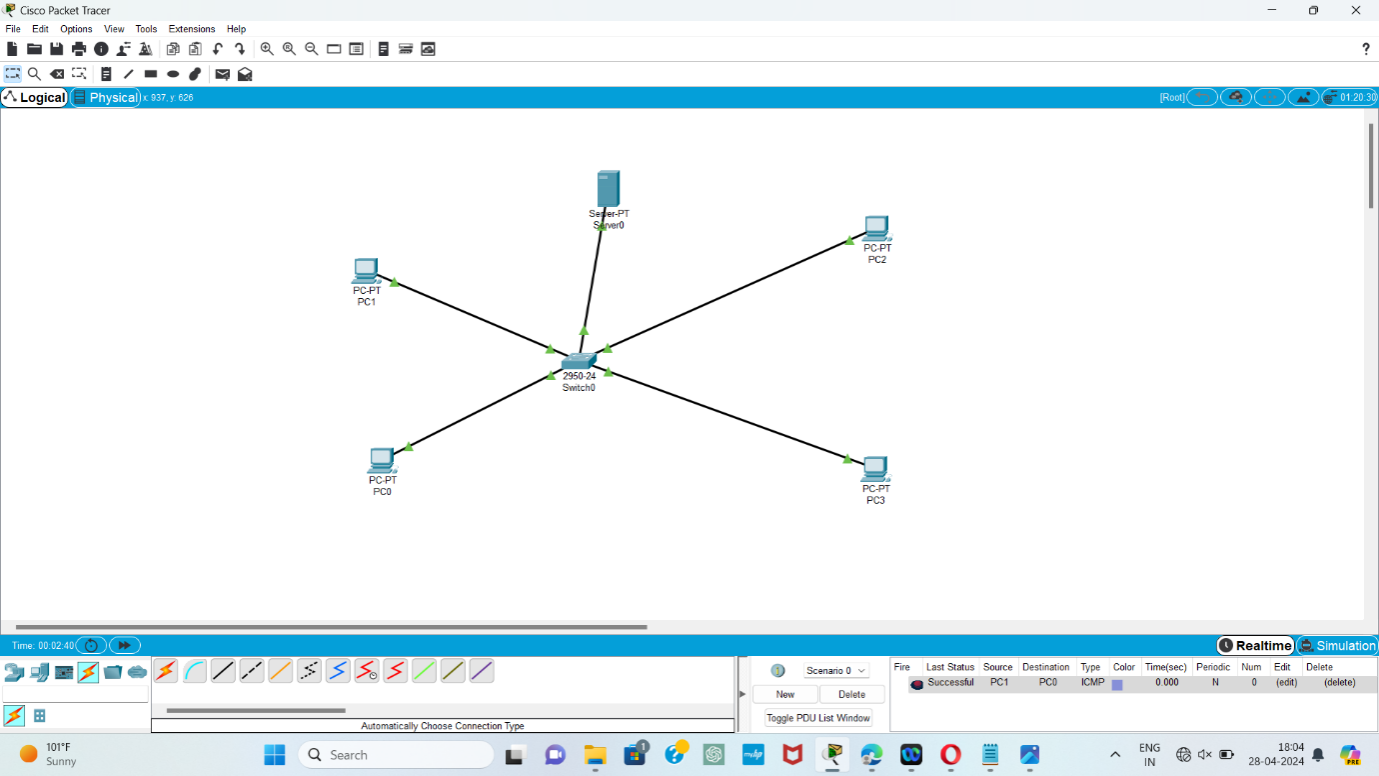 Cisco Packet Tracer
File Edit Options View Tools Extensions Help
?
Logical Physical x: 937, y: 626 [Root] 01:20:30
Server-PT
Server0
PC-PT
PC2
PC-PT
PC1
2950-24
Switch0
PC-PT
PC0
PC-PT
PC3
Time: 00:02:40 Realtime Simulation
Scenario 0
New Delete
Toggle PDU List Window
Fire Last Status Source Destination Type Color Time(sec) Periodic Num Edit Delete
Successful PC1 PC0 ICMP 0.000 N 0 (edit) (delete)
Automatically Choose Connection Type
101°F
Sunny
Search
1
ENG
IN
18:04
28-04-2024
PRE